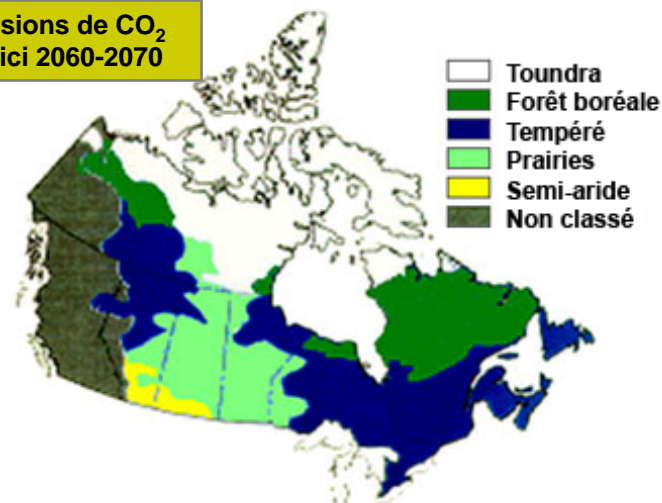 sions de CO₂
ici 2060-2070
Toundra
Forêt boréale
Tempéré
Prairies
Semi-aride
Non classé